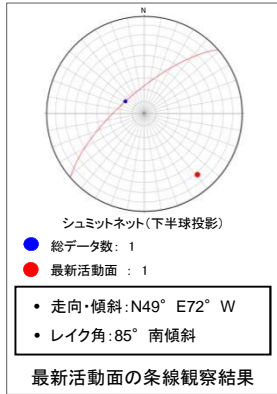 N
シュミットネット(下半球投影)
総データ数: 1
最新活動面 : 1
• 走向・傾斜:N49° E72° W
• レイク角:85° 南傾斜
最新活動面の条線観察結果